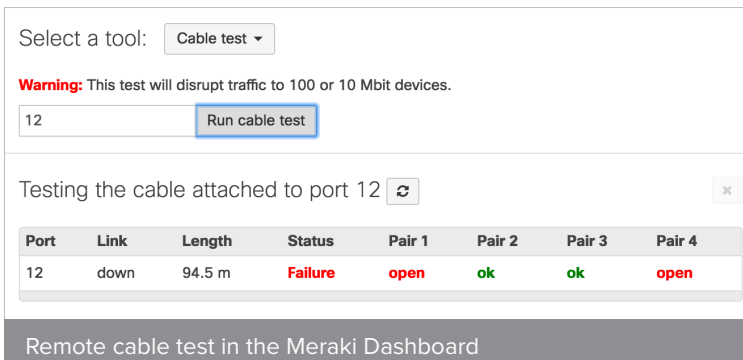 Select a tool: Cable test
Warning: This test will disrupt traffic to 100 or 10 Mbit devices.
12 Run cable test
Testing the cable attached to port 12
Port Link Length Status Pair 1 Pair 2 Pair 3 Pair 4
12 down 94.5 m Failure open ok ok open
Remote cable test in the Meraki Dashboard